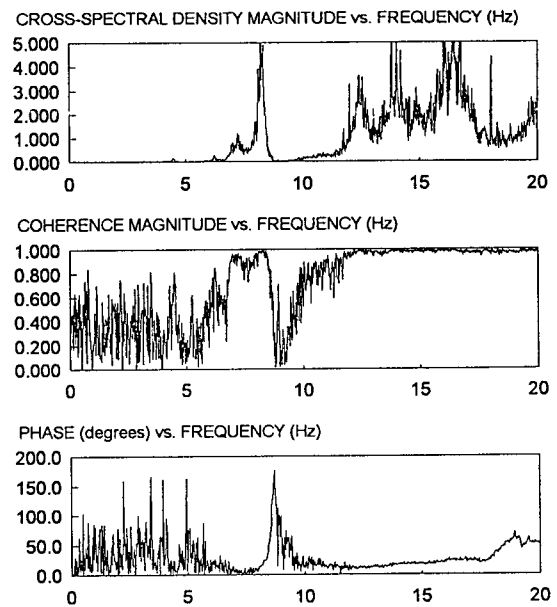 CROSS-SPECTRAL DENSITY MAGNITUDE vs. FREQUENCY (Hz)
5.000
4.000
3.000
2.000
1.000
0.000
0 5 10 15 20
COHERENCE MAGNITUDE vs. FREQUENCY (Hz)
1.000
0.800
0.600
0.400
0.200
0.000
0 5 10 15 20
PHASE (degrees) vs. FREQUENCY (Hz)
200.0
150.0
100.0
50.0
0.0
0 5 10 15 20